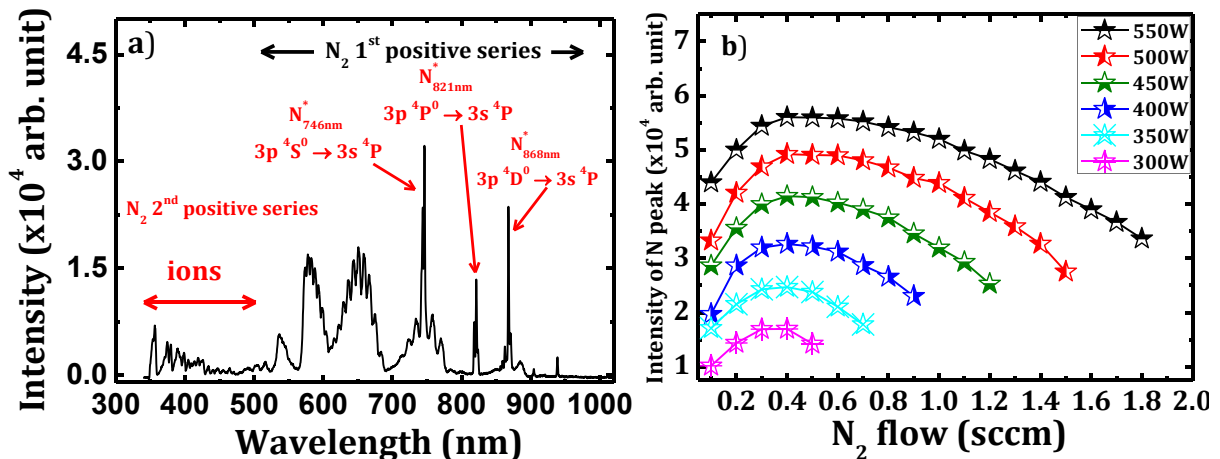 a)
N₂ 1ˢᵗ positive series
N*746nm
3p ⁴S⁰ → 3s ⁴P
N*821nm
3p ⁴P⁰ → 3s ⁴P
N*868nm
3p ⁴D⁰ → 3s ⁴P
N₂ 2ⁿᵈ positive series
ions
Intensity (x10⁴ arb. unit)
4.5
3.0
1.5
0.0
300 400 500 600 700 800 900 1000
Wavelength (nm)
b)
550W
500W
450W
400W
350W
300W
Intensity of N peak (x10⁴ arb. unit)
7
6
5
4
3
2
1
0.2 0.4 0.6 0.8 1.0 1.2 1.4 1.6 1.8 2.0
N₂ flow (sccm)